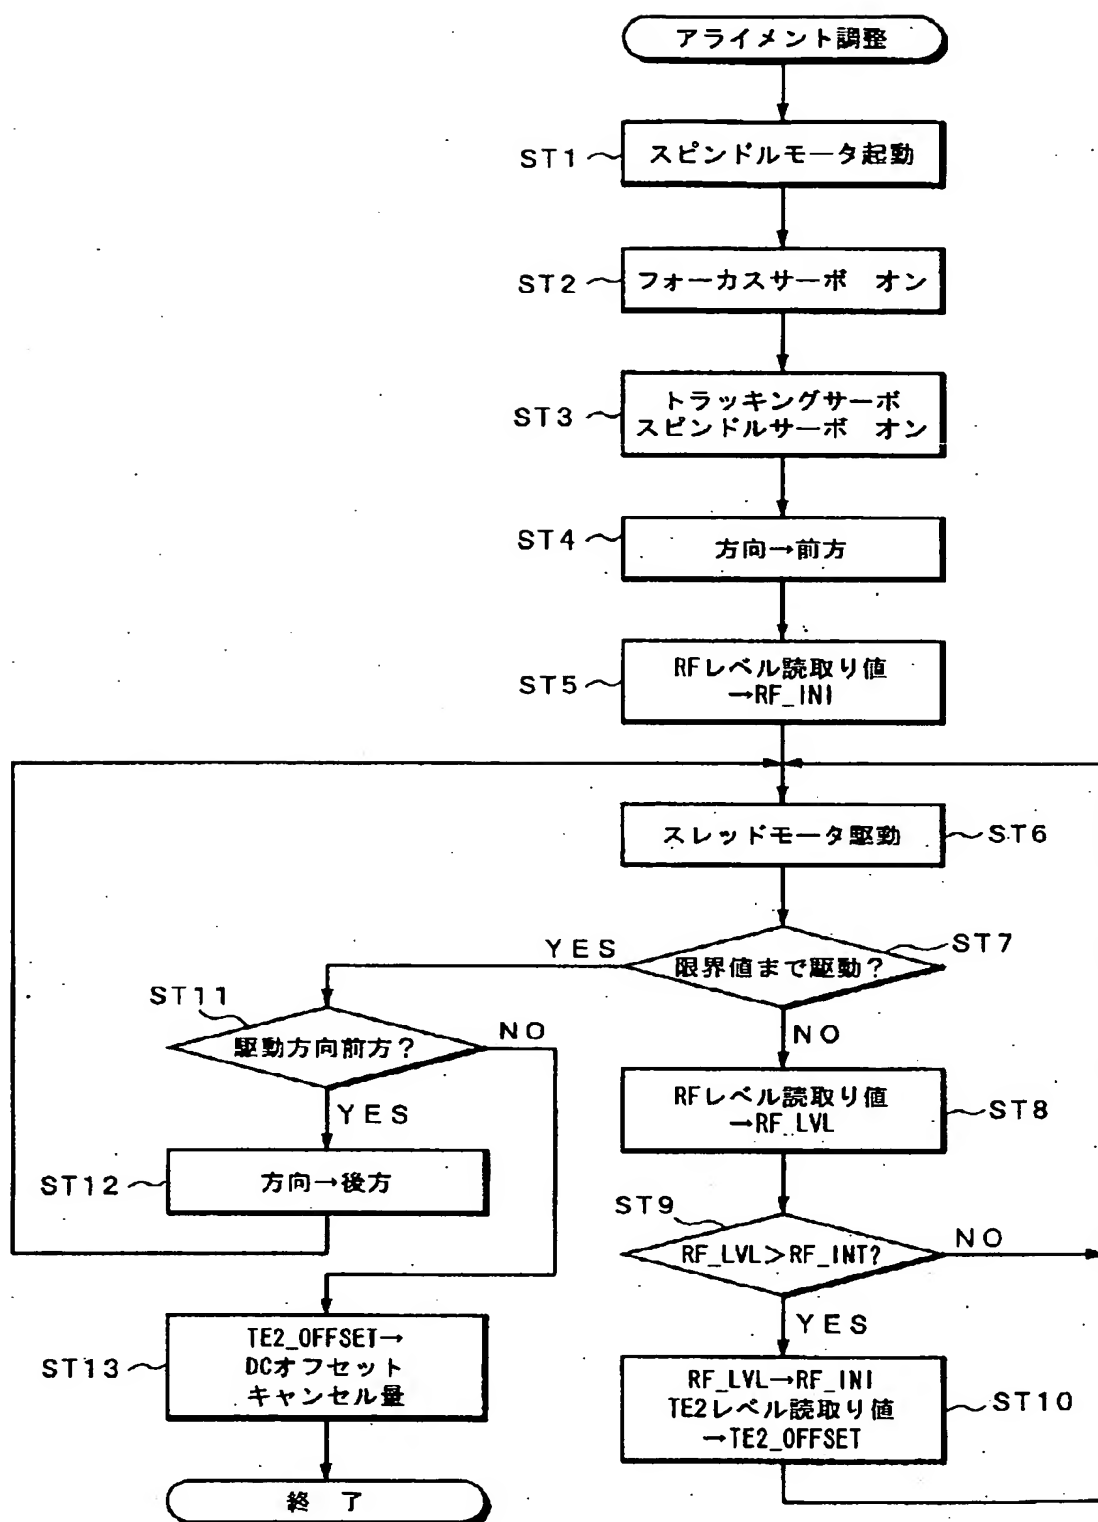 アライメント調整
ST1
スピンドルモータ起動
ST2
フォーカスサーボ オン
ST3
トラッキングサーボ
スピンドルサーボ オン
ST4
方向→前方
ST5
RFレベル読取り値
→RF_INI
スレッドモータ駆動
ST6
ST7
限界値まで駆動?
YES
NO
ST11
駆動方向前方?
NO
YES
ST12
方向→後方
RFレベル読取り値
→RF_LVL
ST8
ST9
RF_LVL>RF_INT?
NO
YES
RF_LVL→RF_INI
TE2レベル読取り値
→TE2_OFFSET
ST10
ST13
TE2_OFFSET→
DCオフセット
キャンセル量
終 了